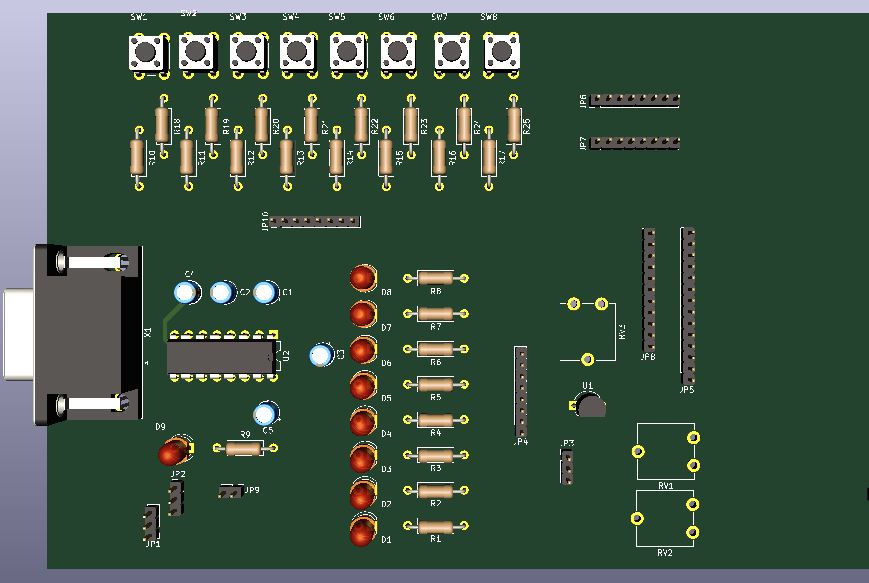 SW1 SW2 SW3 SW4 SW5 SW6 SW7 SW8
R18 R19 R20 R21 R22 R23 R24 R25
R10 R11 R12 R13 R14 R15 R16 R17
JP6
JP7
JP10
C4 C2 C1
X1
U2
C3
C5
D9
R9
JP2
JP9
JP1
D8 R8
D7 R7
D6 R6
D5 R5
D4 R4
D3 R3
D2 R2
D1 R1
RV3
JP8
JP5
U1
JP4
JP3
RV1
RV2